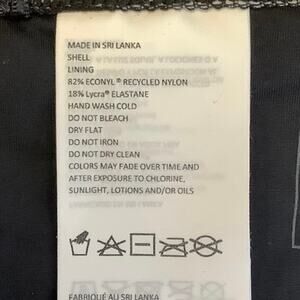 MADE IN SRI LANKA
SHELL
LINING
82% ECONYL® RECYCLED NYLON
18% Lycra® ELASTANE
HAND WASH COLD
DO NOT BLEACH
DRY FLAT
DO NOT IRON
DO NOT DRY CLEAN
COLORS MAY FADE OVER TIME AND
AFTER EXPOSURE TO CHLORINE,
SUNLIGHT, LOTIONS AND/OR OILS
FABRIQUÉ AU SRI LANKA